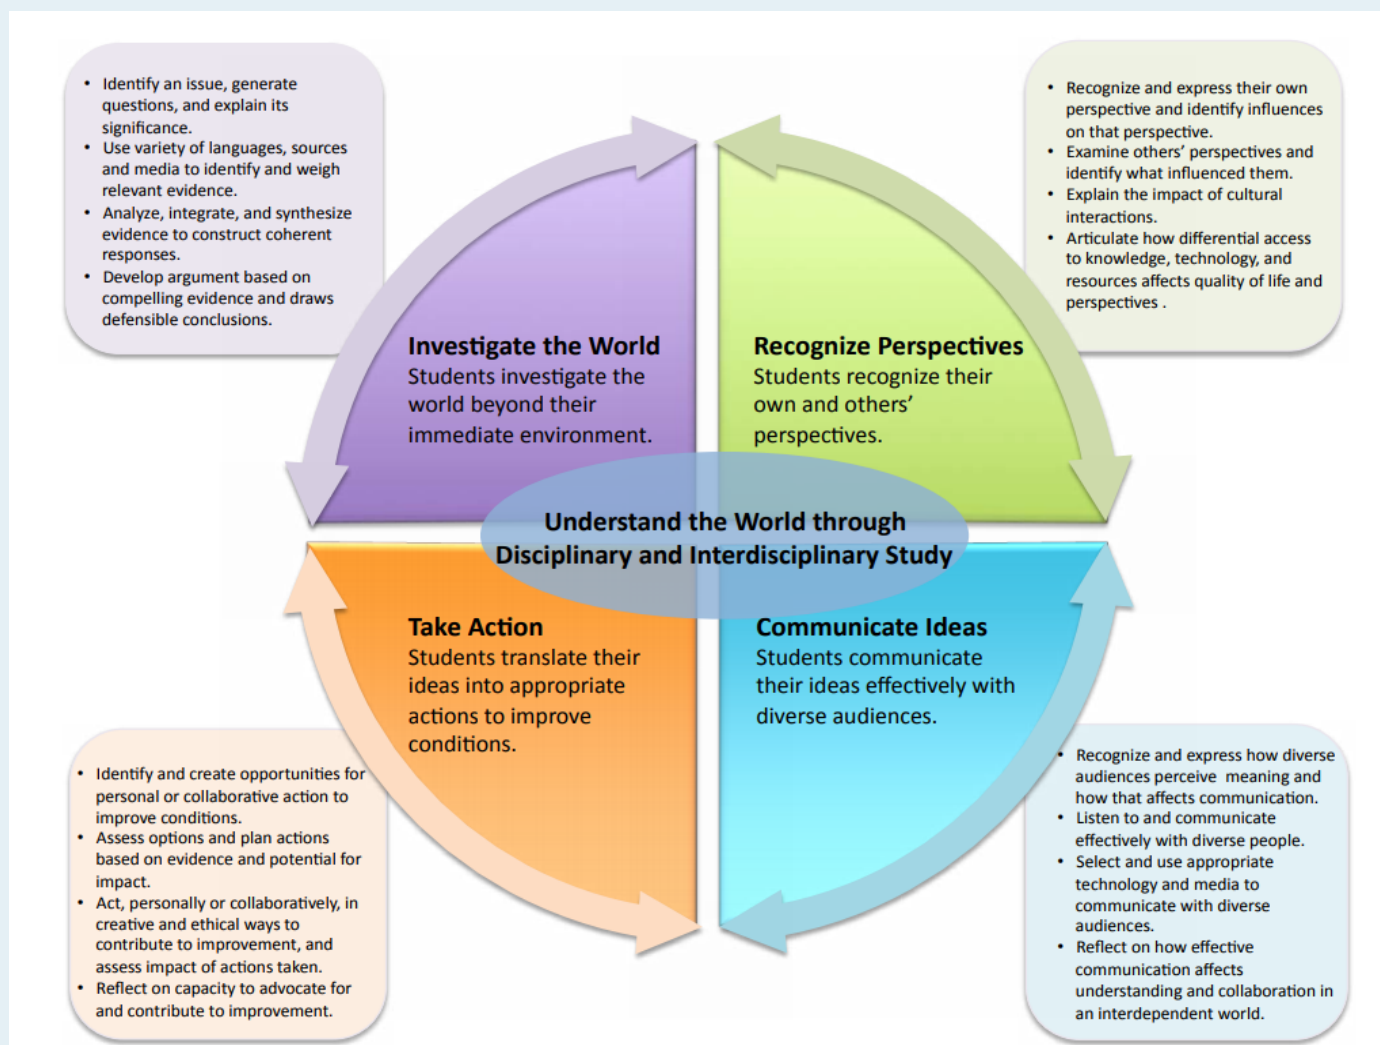 • Identify an issue, generate
questions, and explain its
significance.
• Use variety of languages, sources
and media to identify and weigh
relevant evidence.
• Analyze, integrate, and synthesize
evidence to construct coherent
responses.
• Develop argument based on
compelling evidence and draws
defensible conclusions.
• Recognize and express their own
perspective and identify influences
on that perspective.
• Examine others’ perspectives and
identify what influenced them.
• Explain the impact of cultural
interactions.
• Articulate how differential access
to knowledge, technology, and
resources affects quality of life and
perspectives .
Investigate the World
Students investigate the
world beyond their
immediate environment.
Recognize Perspectives
Students recognize their
own and others’
perspectives.
Understand the World through
Disciplinary and Interdisciplinary Study
Take Action
Students translate their
ideas into appropriate
actions to improve
conditions.
Communicate Ideas
Students communicate
their ideas effectively with
diverse audiences.
• Identify and create opportunities for
personal or collaborative action to
improve conditions.
• Assess options and plan actions
based on evidence and potential for
impact.
• Act, personally or collaboratively, in
creative and ethical ways to
contribute to improvement, and
assess impact of actions taken.
• Reflect on capacity to advocate for
and contribute to improvement.
• Recognize and express how diverse
audiences perceive meaning and
how that affects communication.
• Listen to and communicate
effectively with diverse people.
• Select and use appropriate
technology and media to
communicate with diverse
audiences.
• Reflect on how effective
communication affects
understanding and collaboration in
an interdependent world.